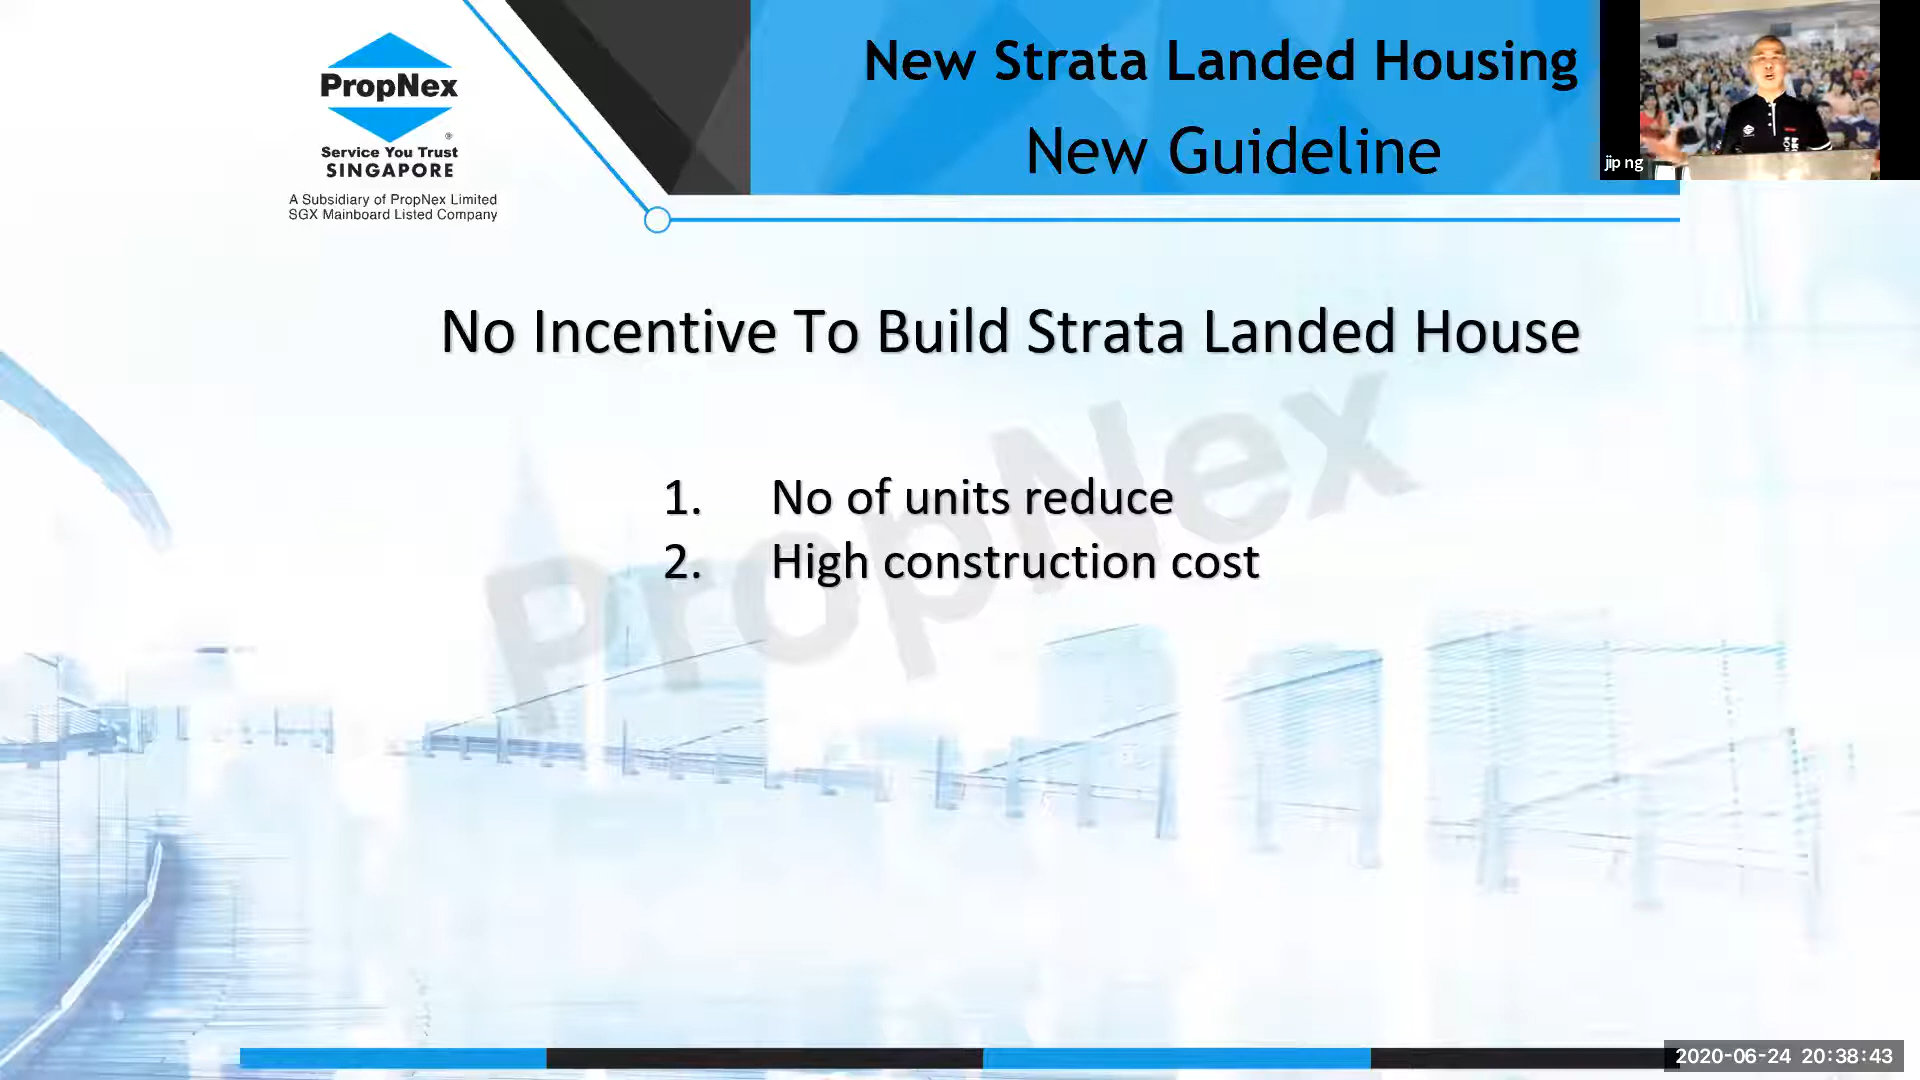 PropNex
®
Service You Trust
SINGAPORE
A Subsidiary of PropNex Limited
SGX Mainboard Listed Company
New Strata Landed Housing
New Guideline
jip ng
No Incentive To Build Strata Landed House
PropNex
1. No of units reduce
2. High construction cost
2020-06-24 20:38:43